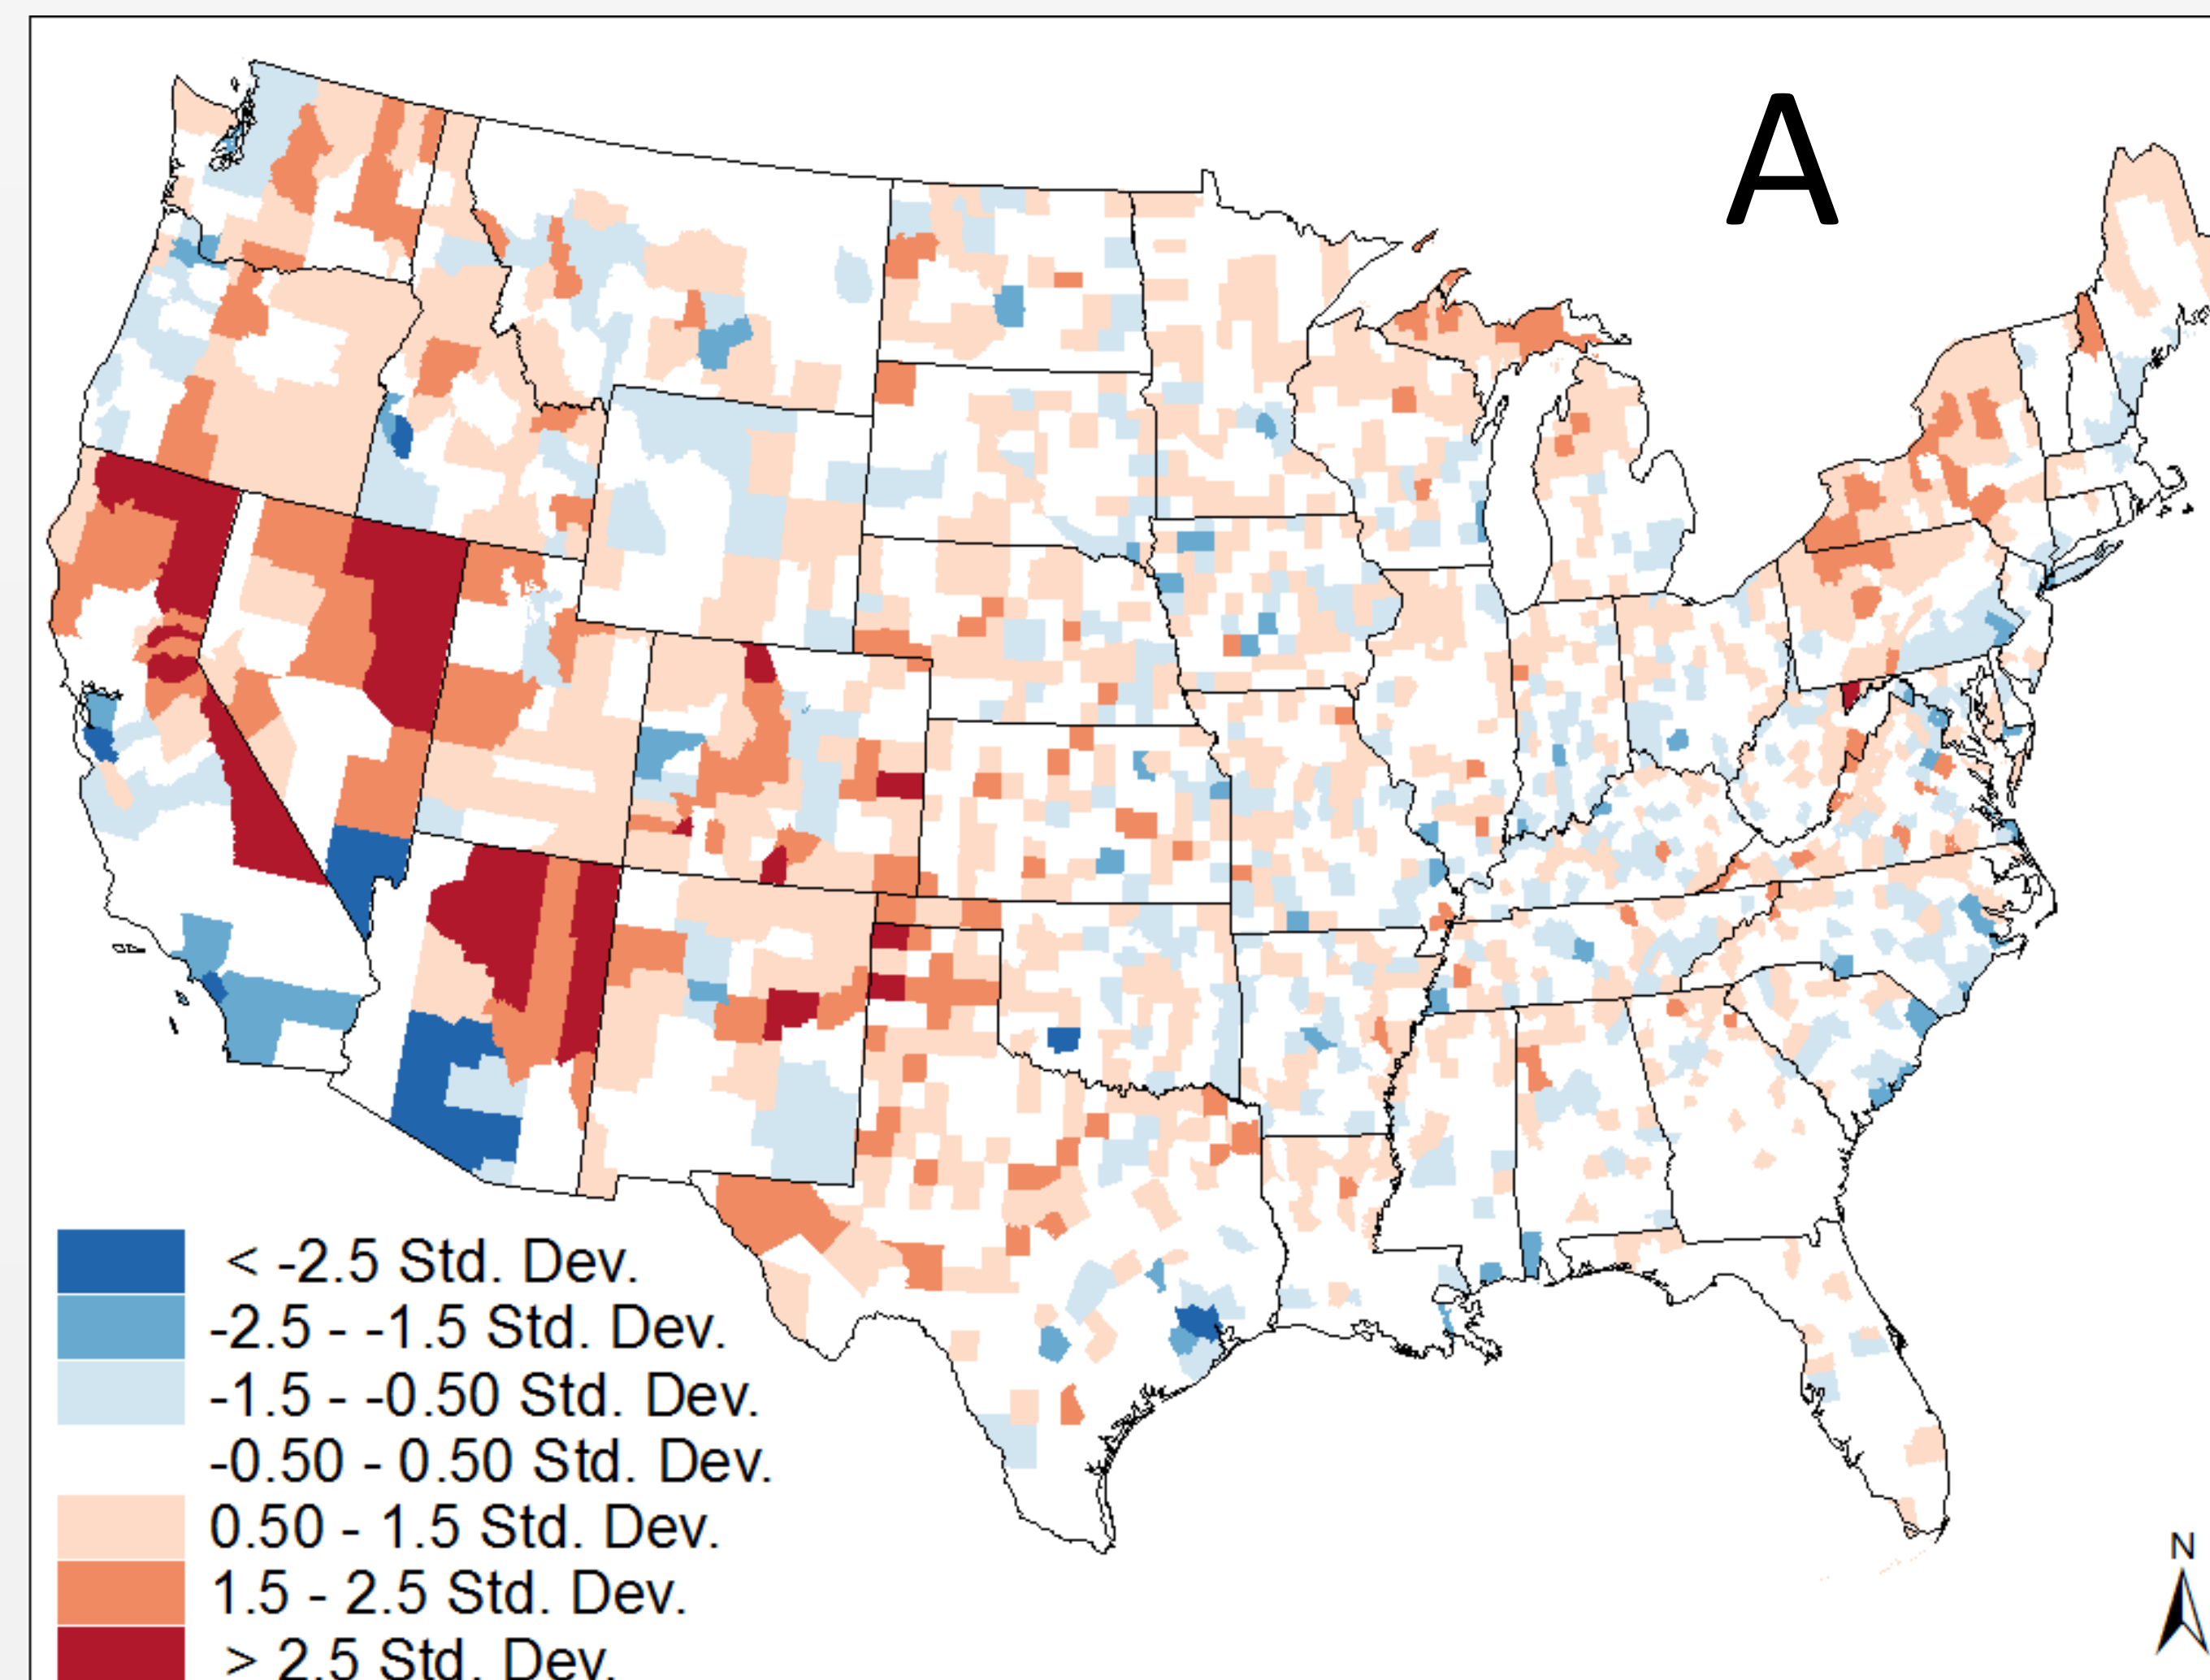 A
< -2.5 Std. Dev.
-2.5 - -1.5 Std. Dev.
-1.5 - -0.50 Std. Dev.
-0.50 - 0.50 Std. Dev.
0.50 - 1.5 Std. Dev.
1.5 - 2.5 Std. Dev.
> 2.5 Std. Dev.
N